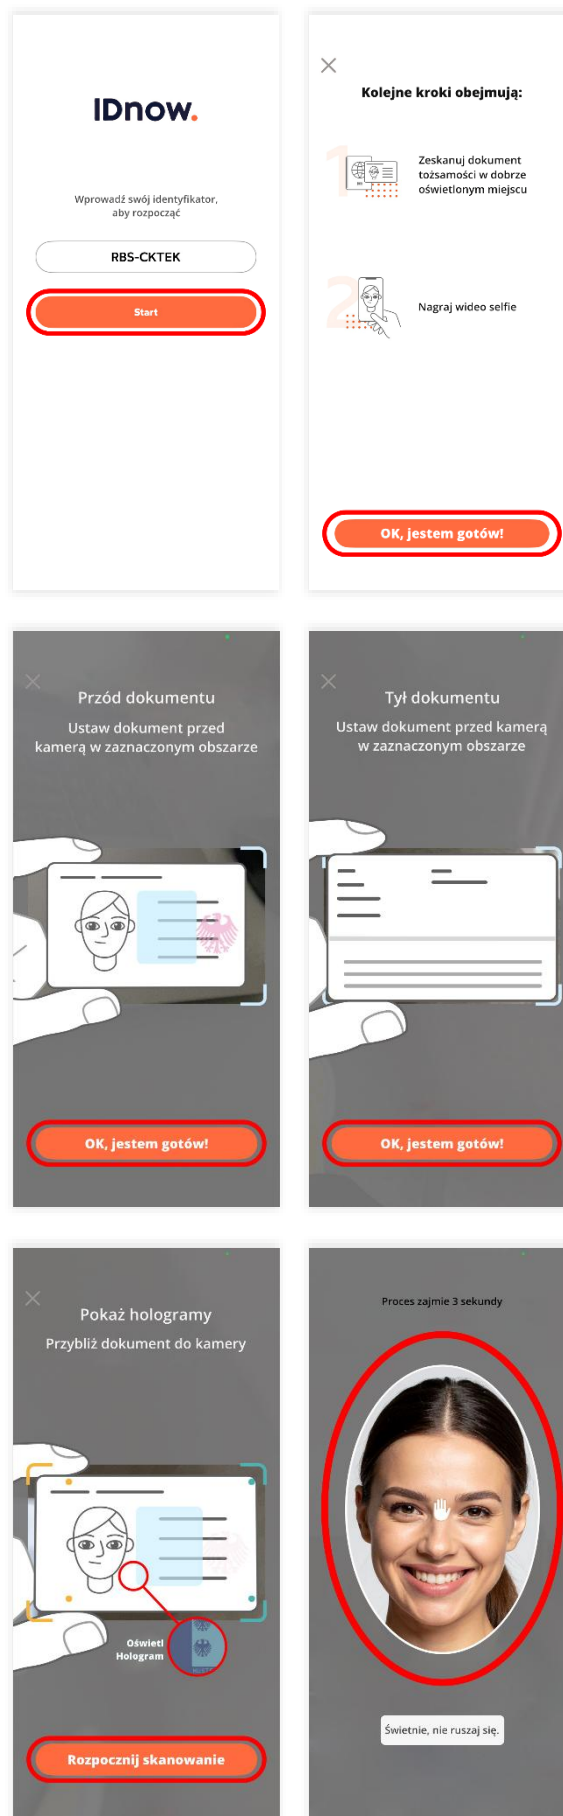 IDnow.
Wprowadź swój identyfikator,
aby rozpocząć
RBS-CKTEK
Start
Kolejne kroki obejmują:
1
Zeskanuj dokument
tożsamości w dobrze
oświetlonym miejscu
2
Nagraj wideo selfie
OK, jestem gotów!
Przód dokumentu
Ustaw dokument przed
kamerą w zaznaczonym obszarze
OK, jestem gotów!
Tył dokumentu
Ustaw dokument przed kamerą
w zaznaczonym obszarze
OK, jestem gotów!
Pokaż hologramy
Przybliż dokument do kamery
Oświetl
Hologram
Rozpocznij skanowanie
Proces zajmie 3 sekundy
Świetnie, nie ruszaj się.